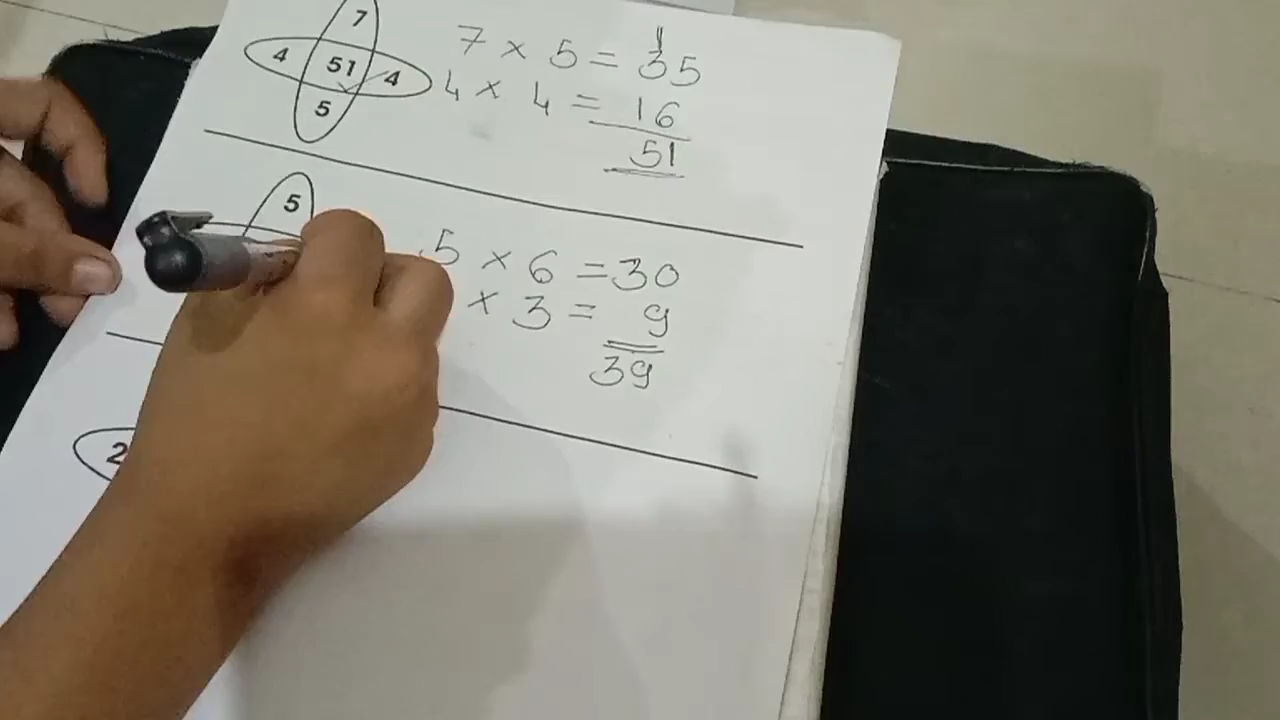 7
4 51 4
5
7 × 5 = 35
4 × 4 = 16
51
5
5 × 6 = 30
× 3 = 9
39
2